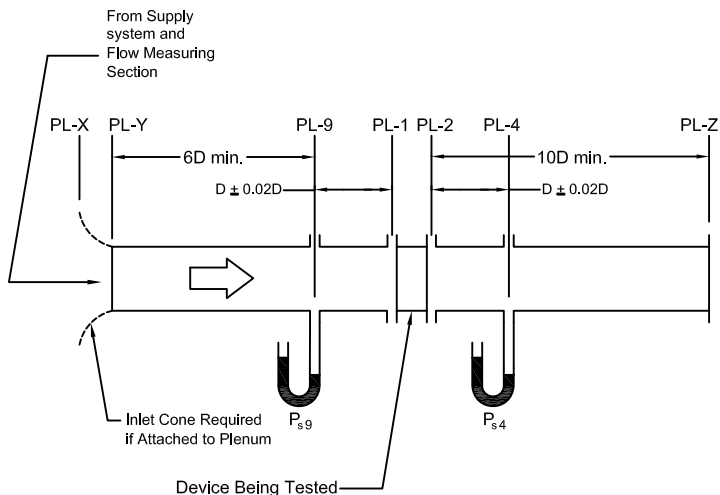 From Supply
system and
Flow Measuring
Section
PL-X
PL-Y
PL-9
PL-1
PL-2
PL-4
PL-Z
6D min.
10D min.
D ± 0.02D
D ± 0.02D
Ps9
Ps4
Inlet Cone Required
if Attached to Plenum
Device Being Tested